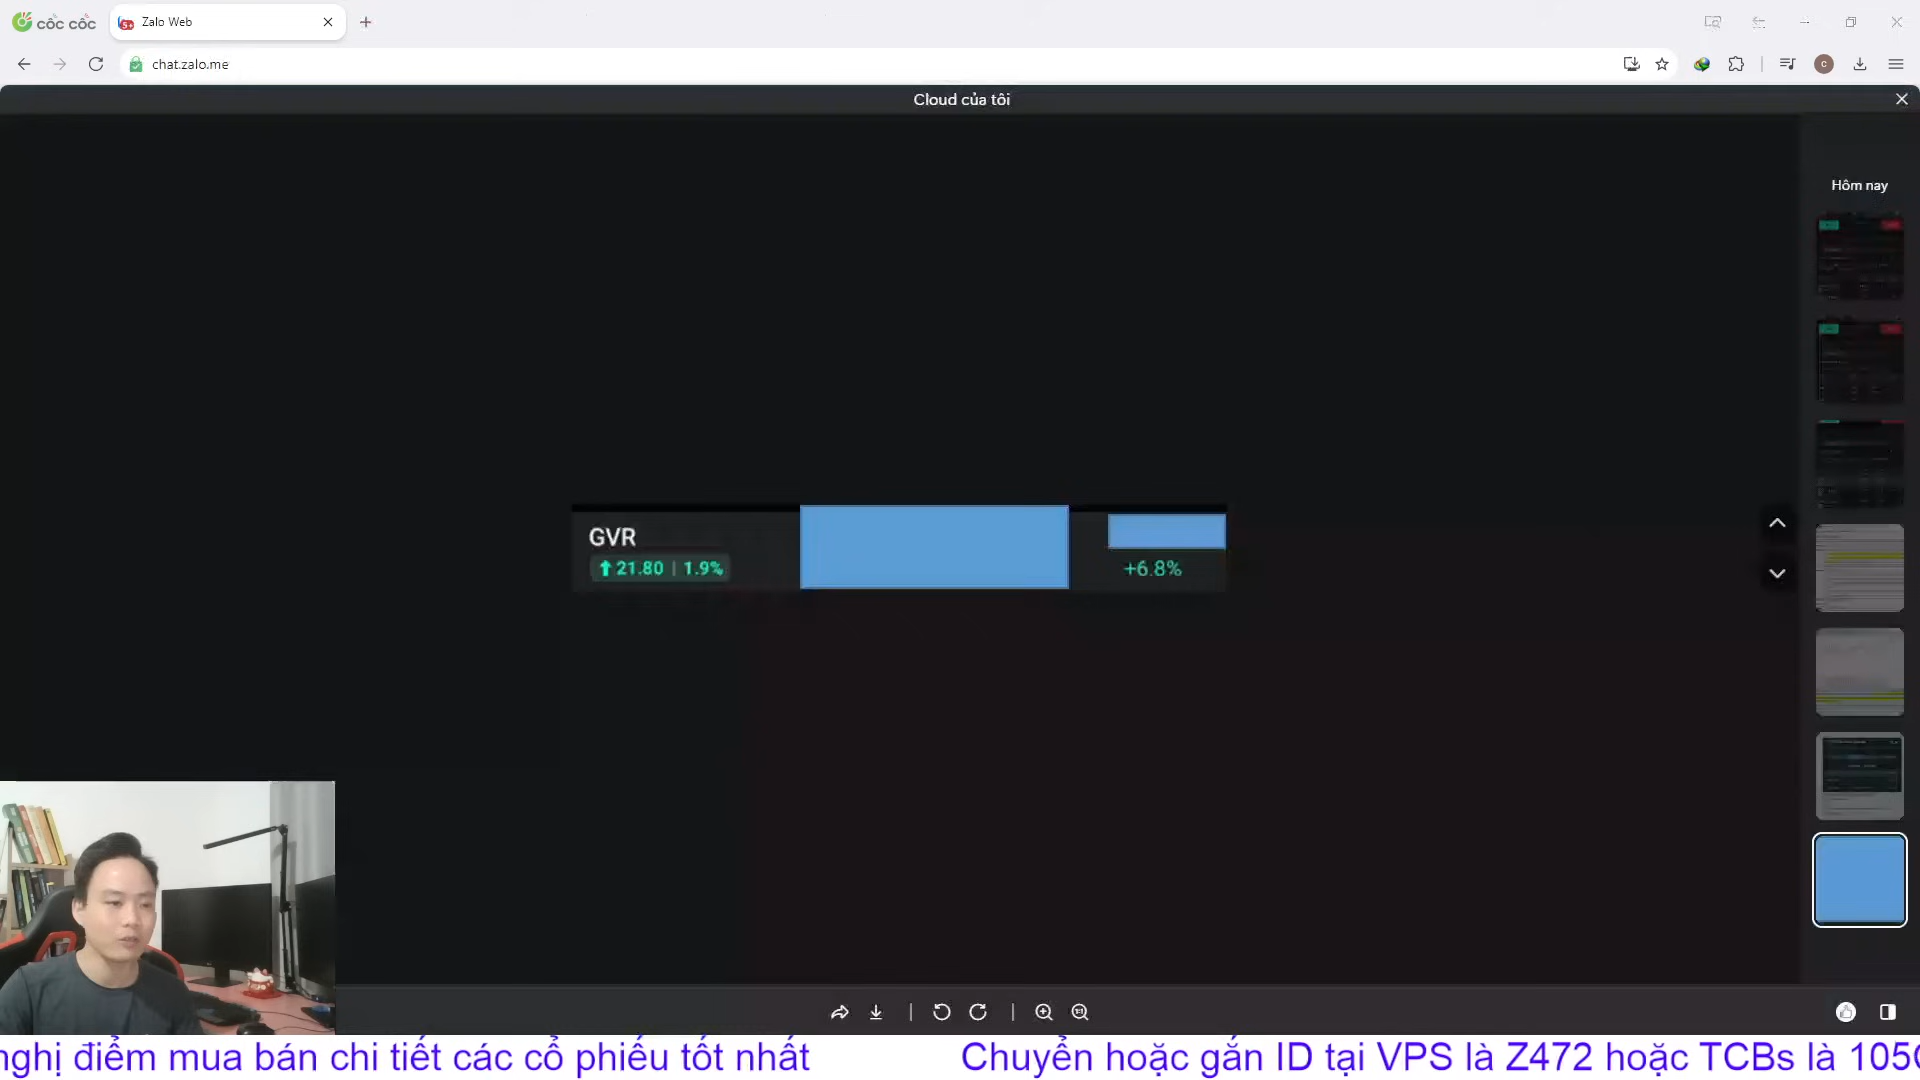 cốc cốc
Zalo Web
chat.zalo.me
Cloud của tôi
Hôm nay
GVR
21.80 | 1.9%
+6.8%
nghị điểm mua bán chi tiết các cổ phiếu tốt nhất
Chuyển hoặc gắn ID tại VPS là Z472 hoặc TCBs là 105